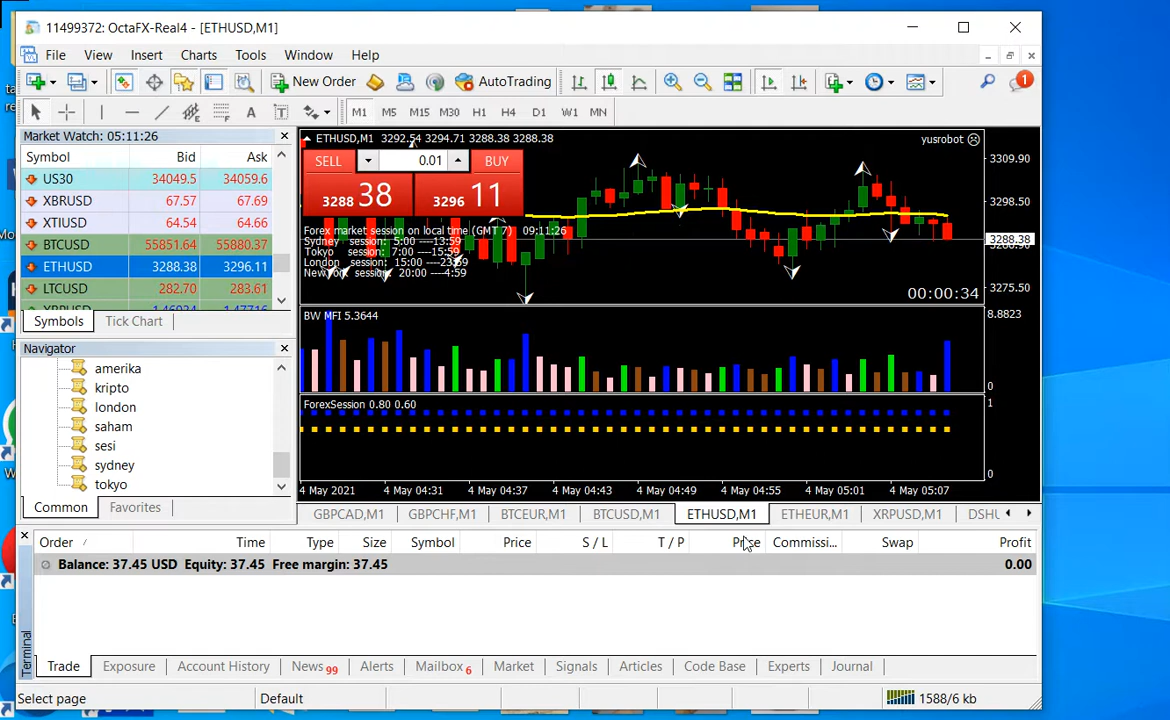 11499372: OctaFX-Real4 - [ETHUSD,M1]
File View Insert Charts Tools Window Help
New Order AutoTrading 1
A T M1 M5 M15 M30 H1 H4 D1 W1 MN
Market Watch: 05:11:26
Symbol Bid Ask
US30 34049.5 34059.6
XBRUSD 67.57 67.69
XTIUSD 64.54 64.66
BTCUSD 55851.64 55880.37
ETHUSD 3288.38 3296.11
LTCUSD 282.70 283.61
Symbols Tick Chart
Navigator
amerika
kripto
london
saham
sesi
sydney
tokyo
Common Favorites
ETHUSD,M1 3292.54 3294.71 3288.38 3288.38
yusrobot
SELL 0.01 BUY
3288 38 3296 11
Forex market session on local time (GMT 7) 09:11:26
Sydney session: 5:00 ----13:59
Tokyo session: 7:00 ----15:59
London session: 15:00 ----23:59
NewYork session: 20:00 ----4:59
3309.90
3298.50
3288.38
3275.50
00:00:34
BW MFI 5.3644
8.8823
0
ForexSession 0.80 0.60
1
0
4 May 2021 4 May 04:31 4 May 04:37 4 May 04:43 4 May 04:49 4 May 04:55 4 May 05:01 4 May 05:07
GBPCAD,M1 GBPCHF,M1 BTCEUR,M1 BTCUSD,M1 ETHUSD,M1 ETHEUR,M1 XRPUSD,M1 DSHU
Order / Time Type Size Symbol Price S / L T / P Price Commissi... Swap Profit
Balance: 37.45 USD Equity: 37.45 Free margin: 37.45 0.00
Terminal
Trade Exposure Account History News 99 Alerts Mailbox 6 Market Signals Articles Code Base Experts Journal
Select page Default 1588/6 kb